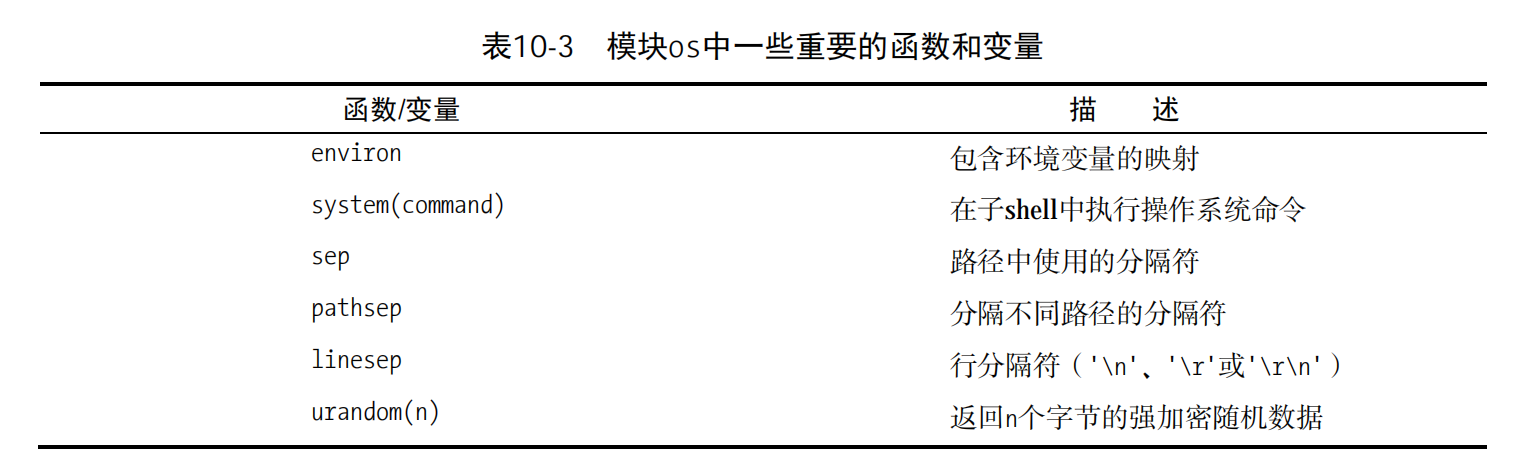 表10-3 模块os中一些重要的函数和变量
函数/变量 描 述
environ 包含环境变量的映射
system(command) 在子shell中执行操作系统命令
sep 路径中使用的分隔符
pathsep 分隔不同路径的分隔符
linesep 行分隔符（'\n'、'\r'或'\r\n'）
urandom(n) 返回n个字节的强加密随机数据